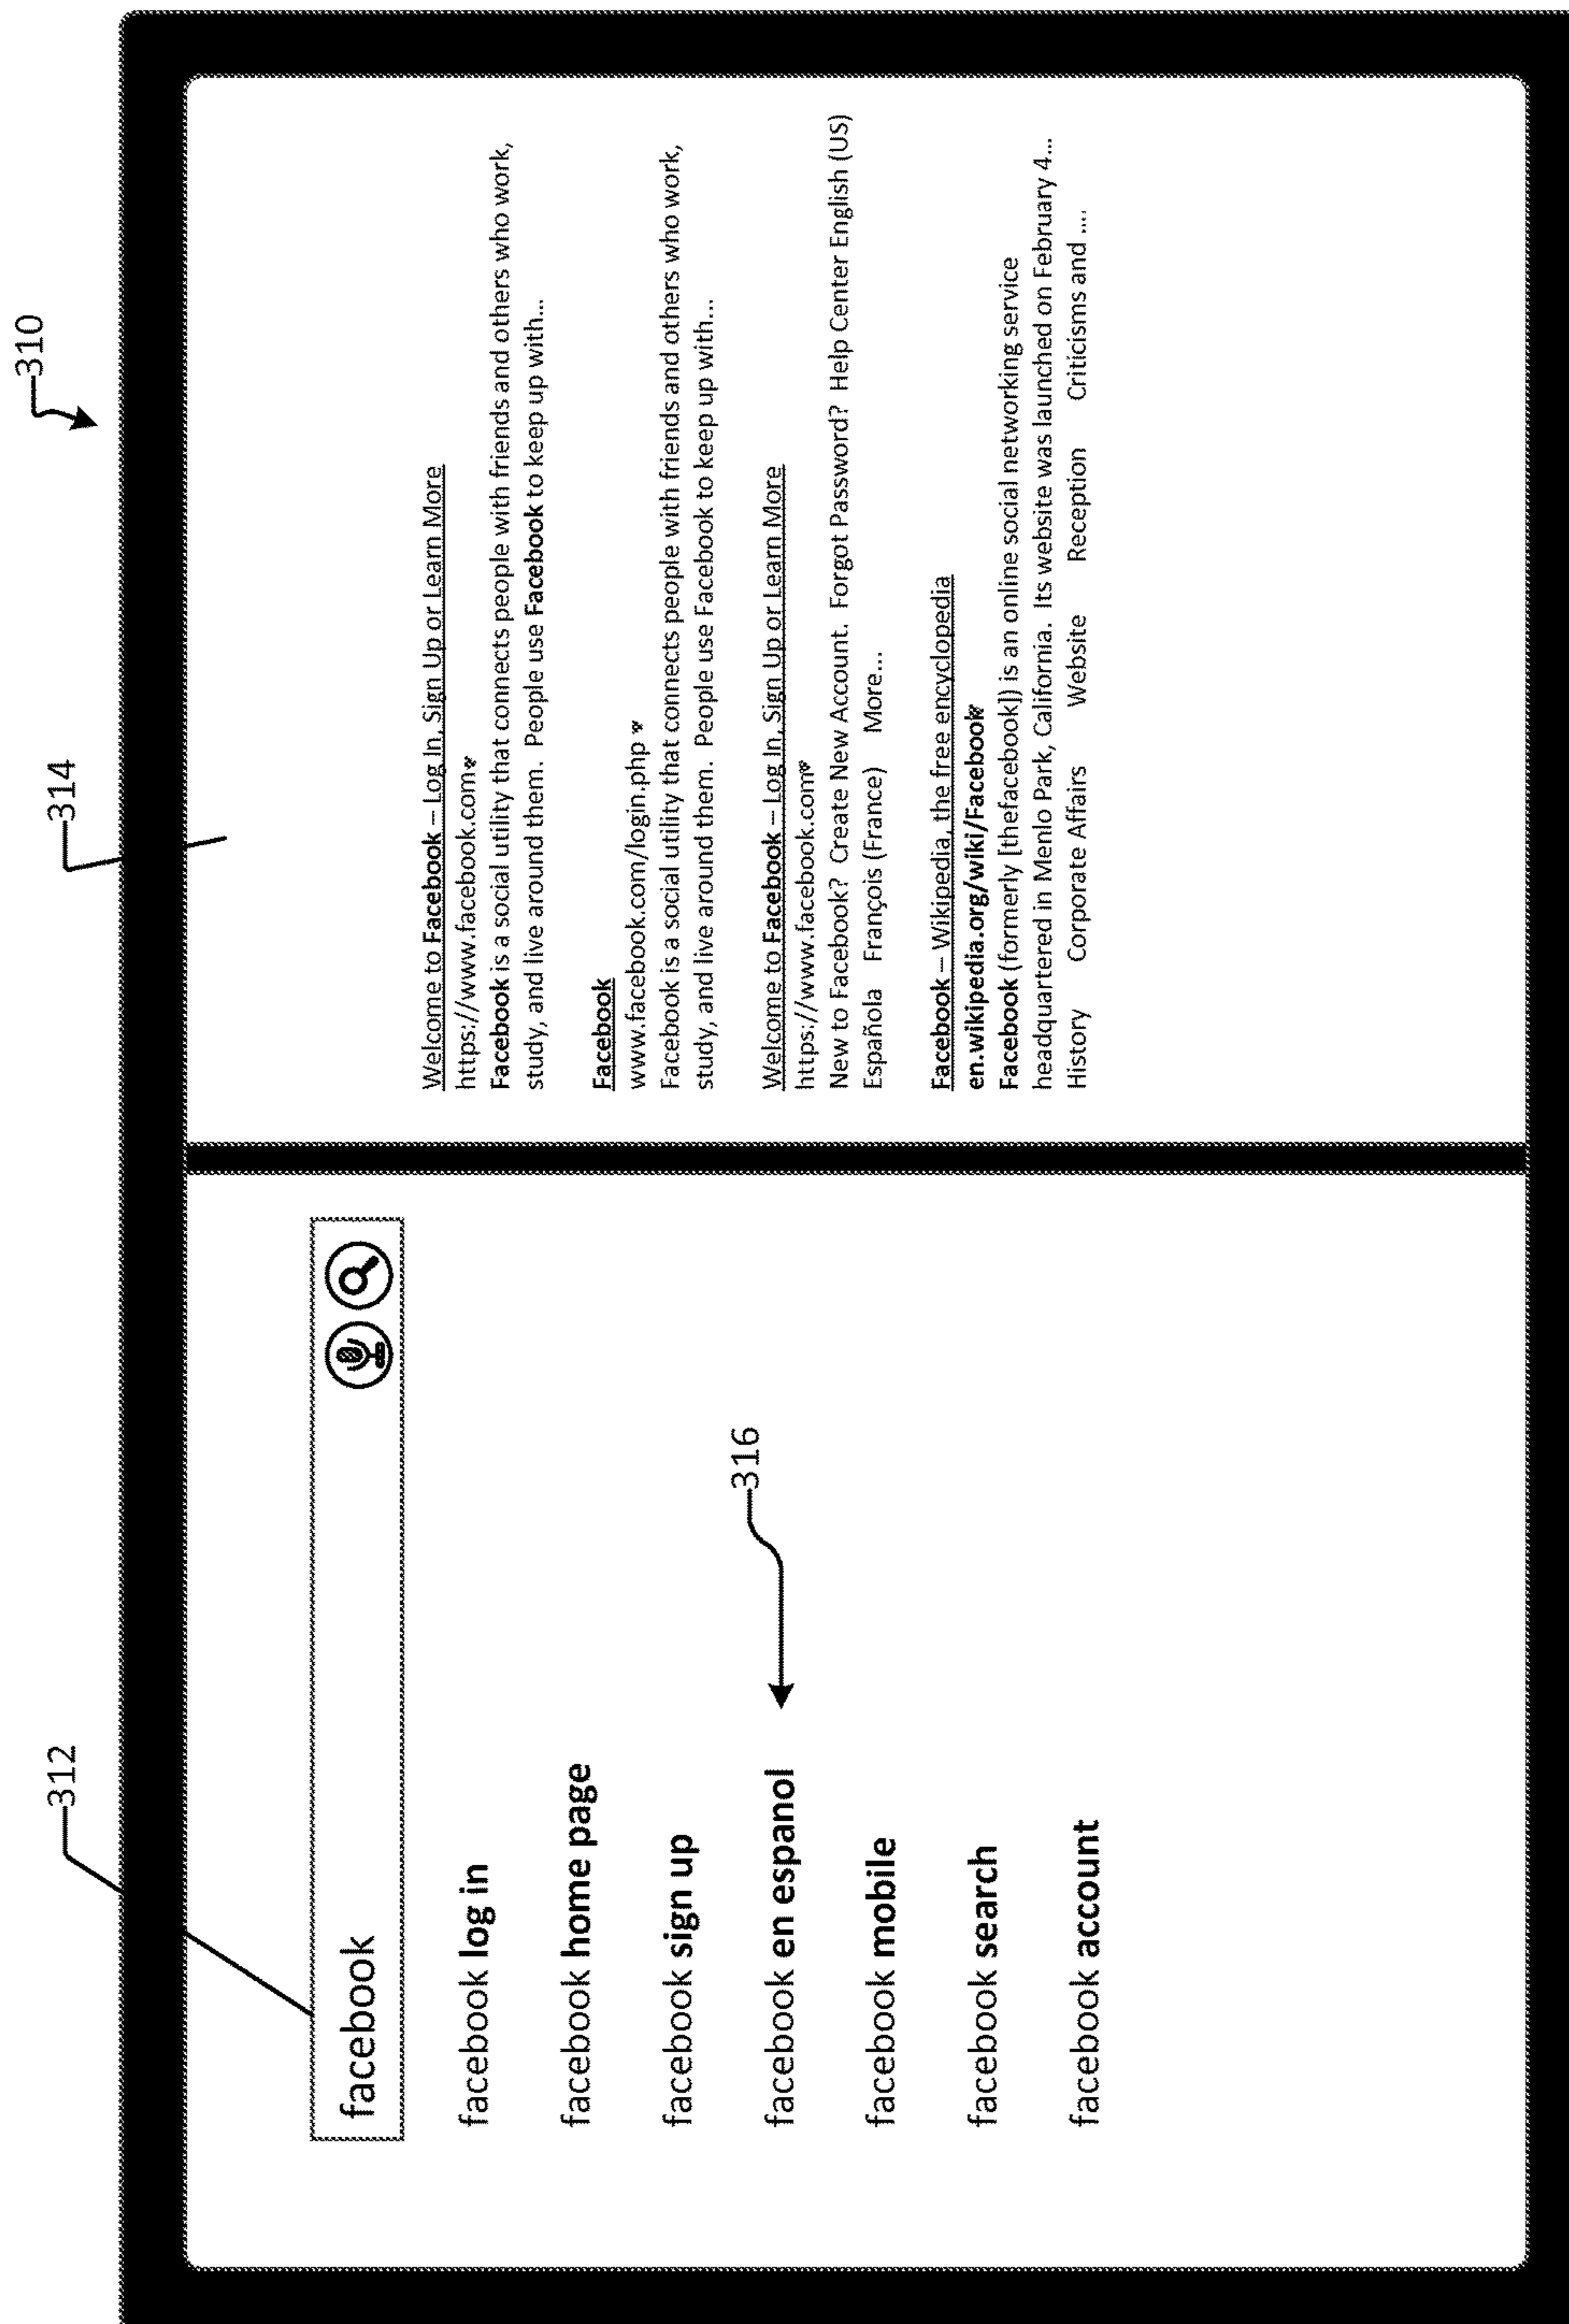 310
312
314
facebook
facebook log in
facebook home page
facebook sign up
facebook en espanol
316
facebook mobile
facebook search
facebook account
Welcome to Facebook – Log In, Sign Up or Learn More
https://www.facebook.com
Facebook is a social utility that connects people with friends and others who work,
study, and live around them. People use Facebook to keep up with...
Facebook
www.facebook.com/login.php
Facebook is a social utility that connects people with friends and others who work,
study, and live around them. People use Facebook to keep up with...
Welcome to Facebook – Log In, Sign Up or Learn More
https://www.facebook.com
New to Facebook? Create New Account. Forgot Password? Help Center English (US)
Española François (France) More...
Facebook – Wikipedia, the free encyclopedia
en.wikipedia.org/wiki/Facebook
Facebook (formerly [thefacebook]) is an online social networking service
headquartered in Menlo Park, California. Its website was launched on February 4...
History Corporate Affairs Website Reception Criticisms and ....